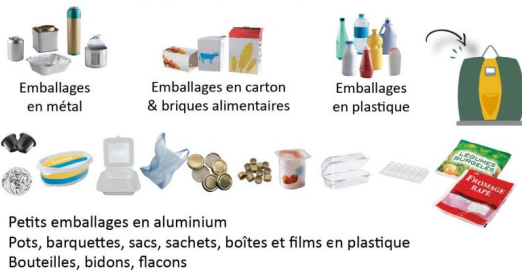 Emballages
en métal
Emballages en carton
& briques alimentaires
Emballages
en plastique
LÉGUMES
SURGELÉS
FROMAGE
RAPÉ
Petits emballages en aluminium
Pots, barquettes, sacs, sachets, boîtes et films en plastique
Bouteilles, bidons, flacons